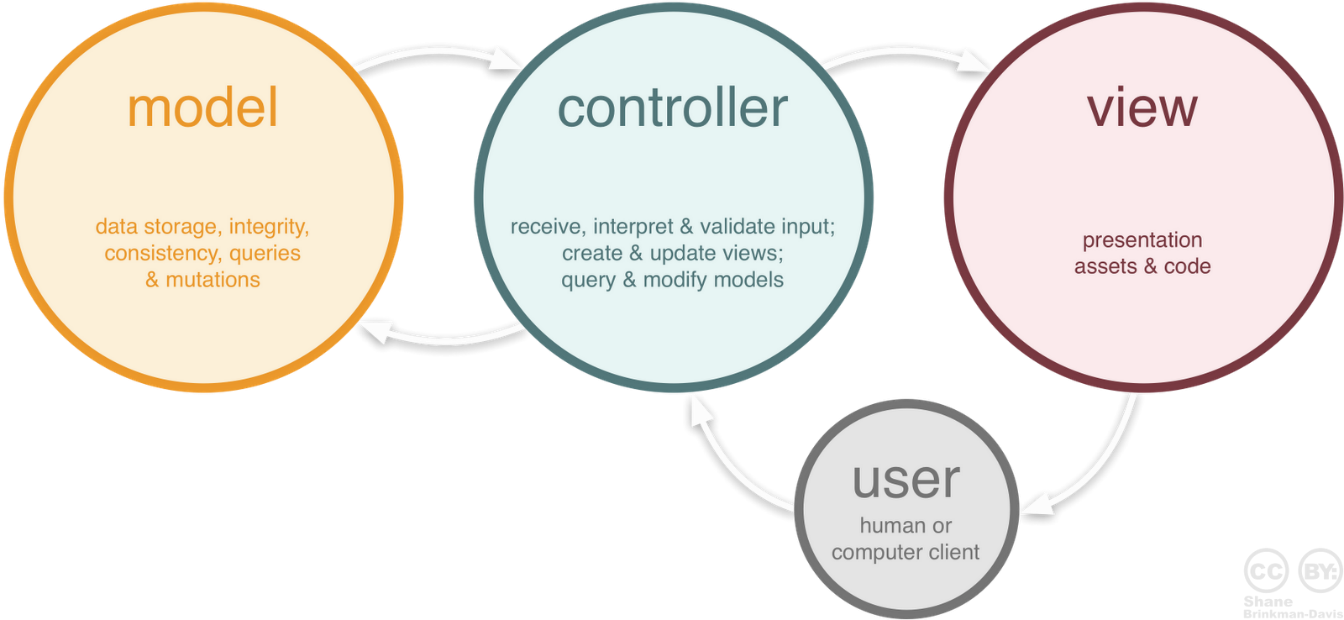 model
data storage, integrity,
consistency, queries
& mutations
controller
receive, interpret & validate input;
create & update views;
query & modify models
view
presentation
assets & code
user
human or
computer client
CC BY:
Shane
Brinkman-Davis